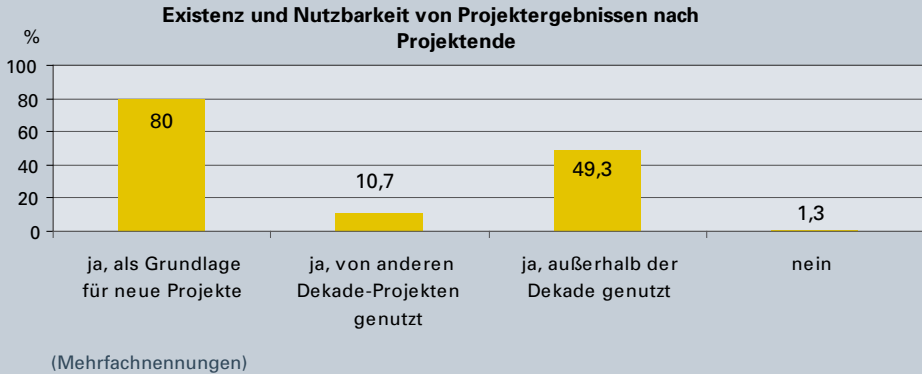 Existenz und Nutzbarkeit von Projektergebnissen nach
Projektende
%
100
80
60
40
20
0
80
10,7
49,3
1,3
ja, als Grundlage
für neue Projekte
ja, von anderen
Dekade-Projekten
genutzt
ja, außerhalb der
Dekade genutzt
nein
(Mehrfachnennungen)